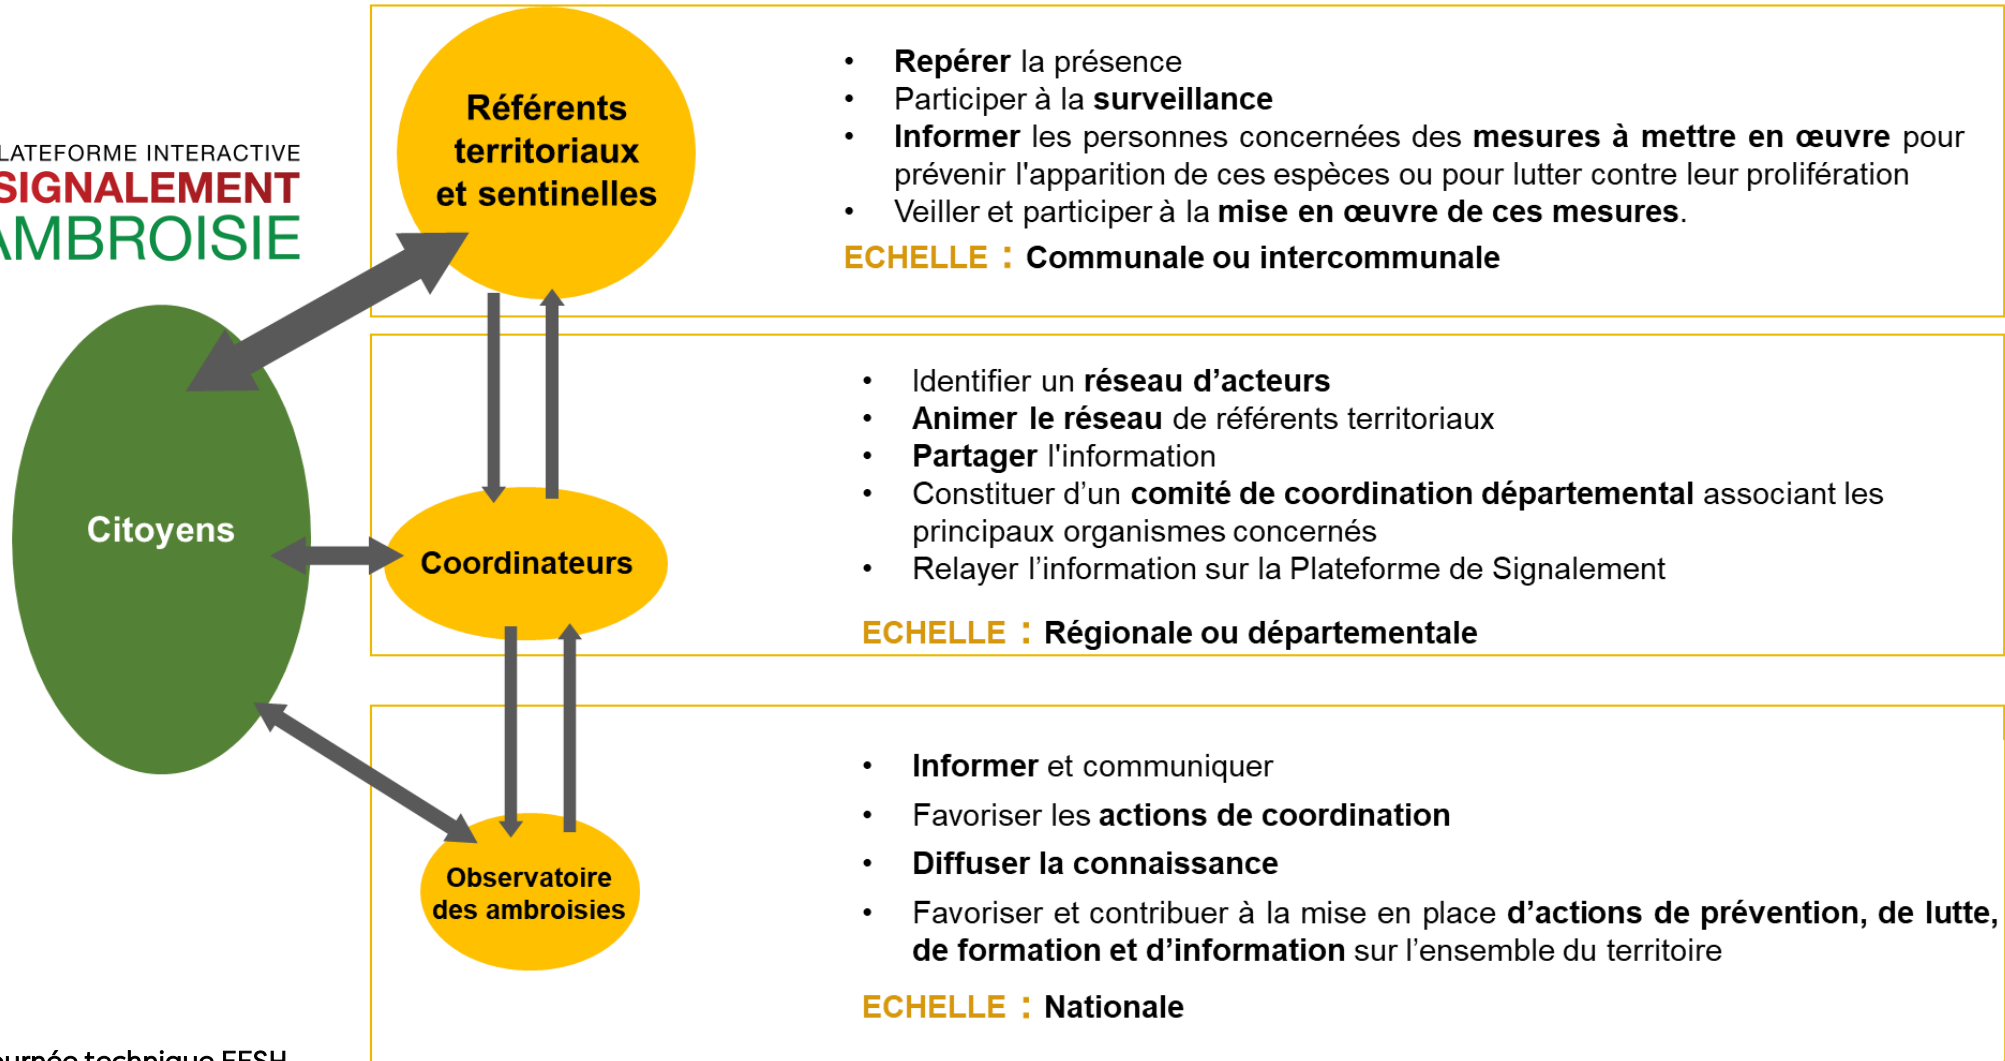 PLATEFORME INTERACTIVE
SIGNALEMENT
AMBROISIE
Référents
territoriaux
et sentinelles
• Repérer la présence
• Participer à la surveillance
• Informer les personnes concernées des mesures à mettre en œuvre pour
prévenir l'apparition de ces espèces ou pour lutter contre leur prolifération
• Veiller et participer à la mise en œuvre de ces mesures.
ECHELLE : Communale ou intercommunale
Citoyens
Coordinateurs
• Identifier un réseau d’acteurs
• Animer le réseau de référents territoriaux
• Partager l'information
• Constituer d’un comité de coordination départemental associant les
principaux organismes concernés
• Relayer l’information sur la Plateforme de Signalement
ECHELLE : Régionale ou départementale
Observatoire
des ambroisies
• Informer et communiquer
• Favoriser les actions de coordination
• Diffuser la connaissance
• Favoriser et contribuer à la mise en place d’actions de prévention, de lutte,
de formation et d’information sur l’ensemble du territoire
ECHELLE : Nationale
ournée technique EESH